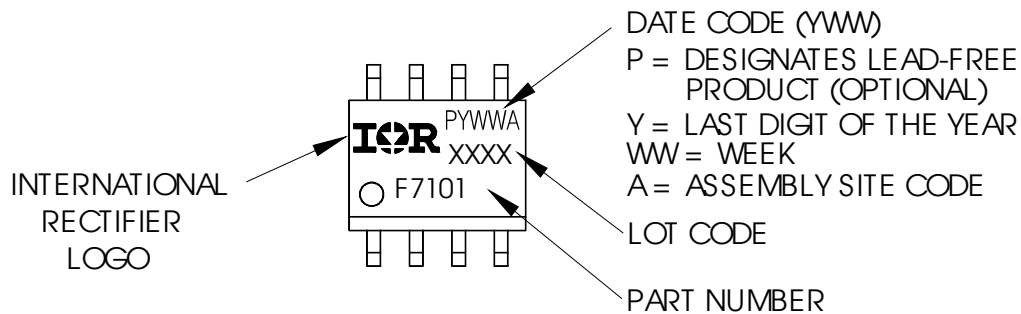 DATE CODE (YWW)
P = DESIGNATES LEAD-FREE
PRODUCT (OPTIONAL)
Y = LAST DIGIT OF THE YEAR
WW = WEEK
A = ASSEMBLY SITE CODE
LOT CODE
PART NUMBER
INTERNATIONAL
RECTIFIER
LOGO
IOR
PYWWA
XXXX
F7101